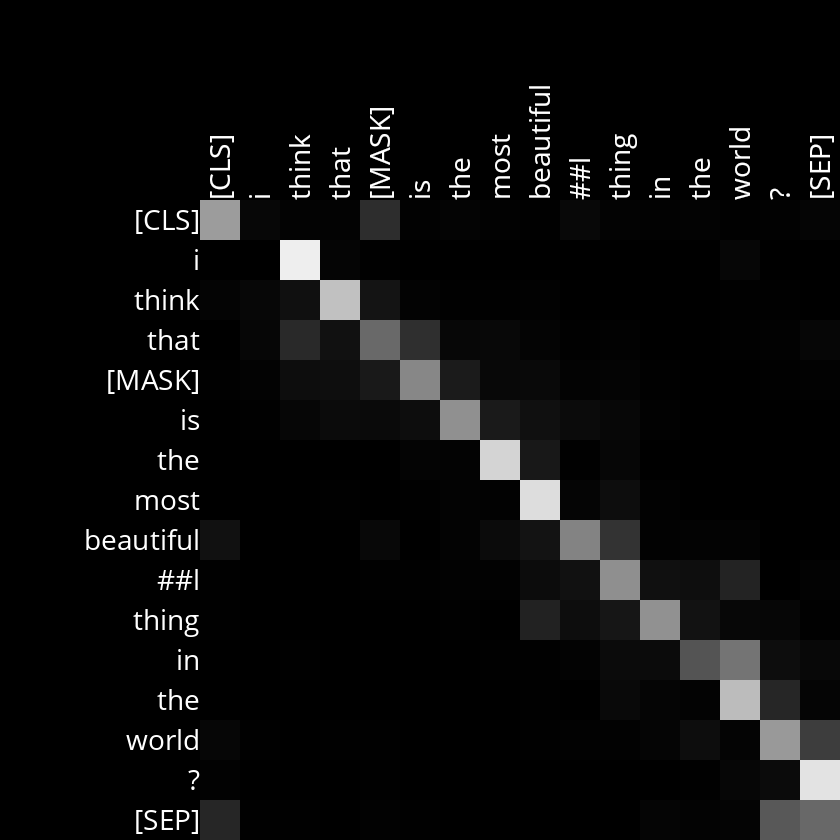 [CLS]
i
think
that
[MASK]
is
the
most
beautiful
##l
thing
in
the
world
?
[SEP]
[CLS]
i
think
that
[MASK]
is
the
most
beautiful
##l
thing
in
the
world
?
[SEP]